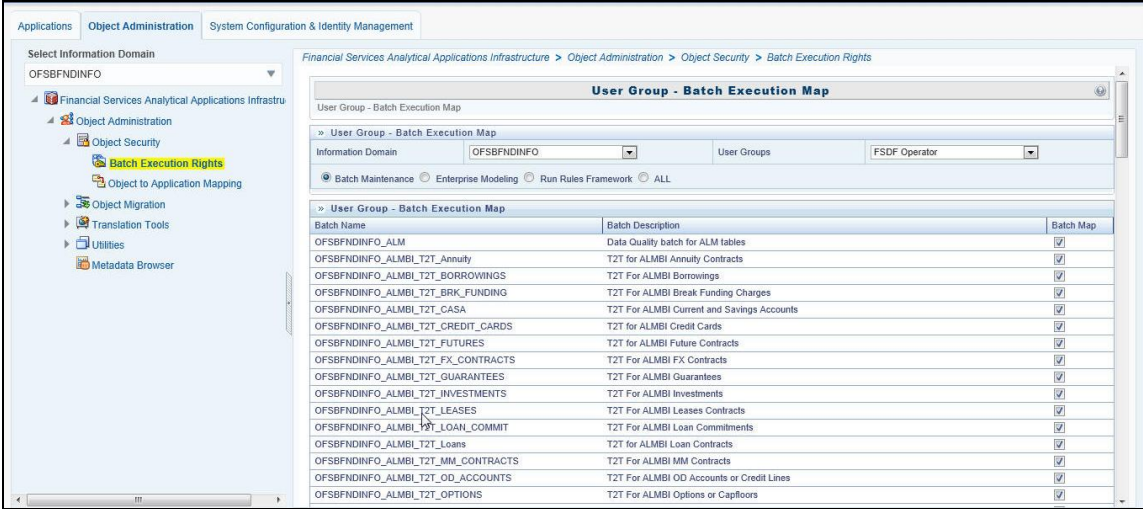 Applications Object Administration System Configuration & Identity Management
Select Information Domain
OFSBFNDINFO
Financial Services Analytical Applications Infrastru
Object Administration
Object Security
Batch Execution Rights
Object to Application Mapping
Object Migration
Translation Tools
Utilities
Metadata Browser
Financial Services Analytical Applications Infrastructure > Object Administration > Object Security > Batch Execution Rights
User Group - Batch Execution Map
User Group - Batch Execution Map
» User Group - Batch Execution Map
Information Domain OFSBFNDINFO User Groups FSDF Operator
Batch Maintenance Enterprise Modeling Run Rules Framework ALL
» User Group - Batch Execution Map
Batch Name Batch Description Batch Map
OFSBFNDINFO_ALM Data Quality batch for ALM tables
OFSBFNDINFO_ALMBI_T2T_Annuity T2T for ALMBI Annuity Contracts
OFSBFNDINFO_ALMBI_T2T_BORROWINGS T2T For ALMBI Borrowings
OFSBFNDINFO_ALMBI_T2T_BRK_FUNDING T2T For ALMBI Break Funding Charges
OFSBFNDINFO_ALMBI_T2T_CASA T2T For ALMBI Current and Savings Accounts
OFSBFNDINFO_ALMBI_T2T_CREDIT_CARDS T2T for ALMBI Credit Cards
OFSBFNDINFO_ALMBI_T2T_FUTURES T2T for ALMBI Future Contracts
OFSBFNDINFO_ALMBI_T2T_FX_CONTRACTS T2T For ALMBI FX Contracts
OFSBFNDINFO_ALMBI_T2T_GUARANTEES T2T For ALMBI Guarantees
OFSBFNDINFO_ALMBI_T2T_INVESTMENTS T2T For ALMBI Investments
OFSBFNDINFO_ALMBI_T2T_LEASES T2T For ALMBI Leases Contracts
OFSBFNDINFO_ALMBI_T2T_LOAN_COMMIT T2T For ALMBI Loan Commitments
OFSBFNDINFO_ALMBI_T2T_Loans T2T for ALMBI Loan Contracts
OFSBFNDINFO_ALMBI_T2T_MM_CONTRACTS T2T For ALMBI MM Contracts
OFSBFNDINFO_ALMBI_T2T_OD_ACCOUNTS T2T For ALMBI OD Accounts or Credit Lines
OFSBFNDINFO_ALMBI_T2T_OPTIONS T2T For ALMBI Options or Capfloors